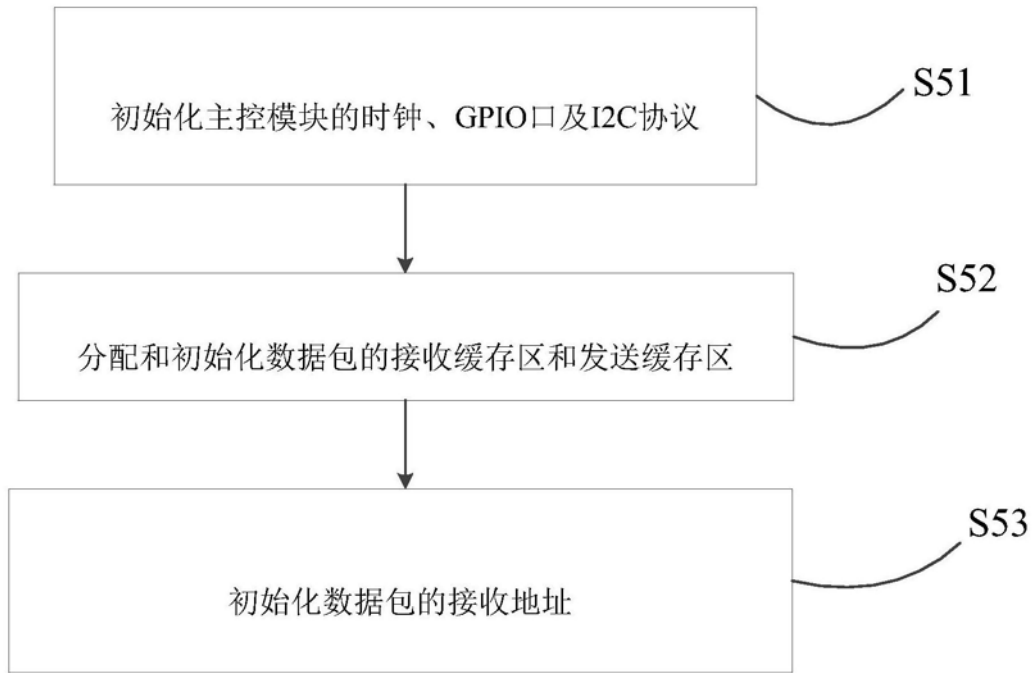 初始化主控模块的时钟、GPIO口及I2C协议
S51
分配和初始化数据包的接收缓存区和发送缓存区
S52
初始化数据包的接收地址
S53